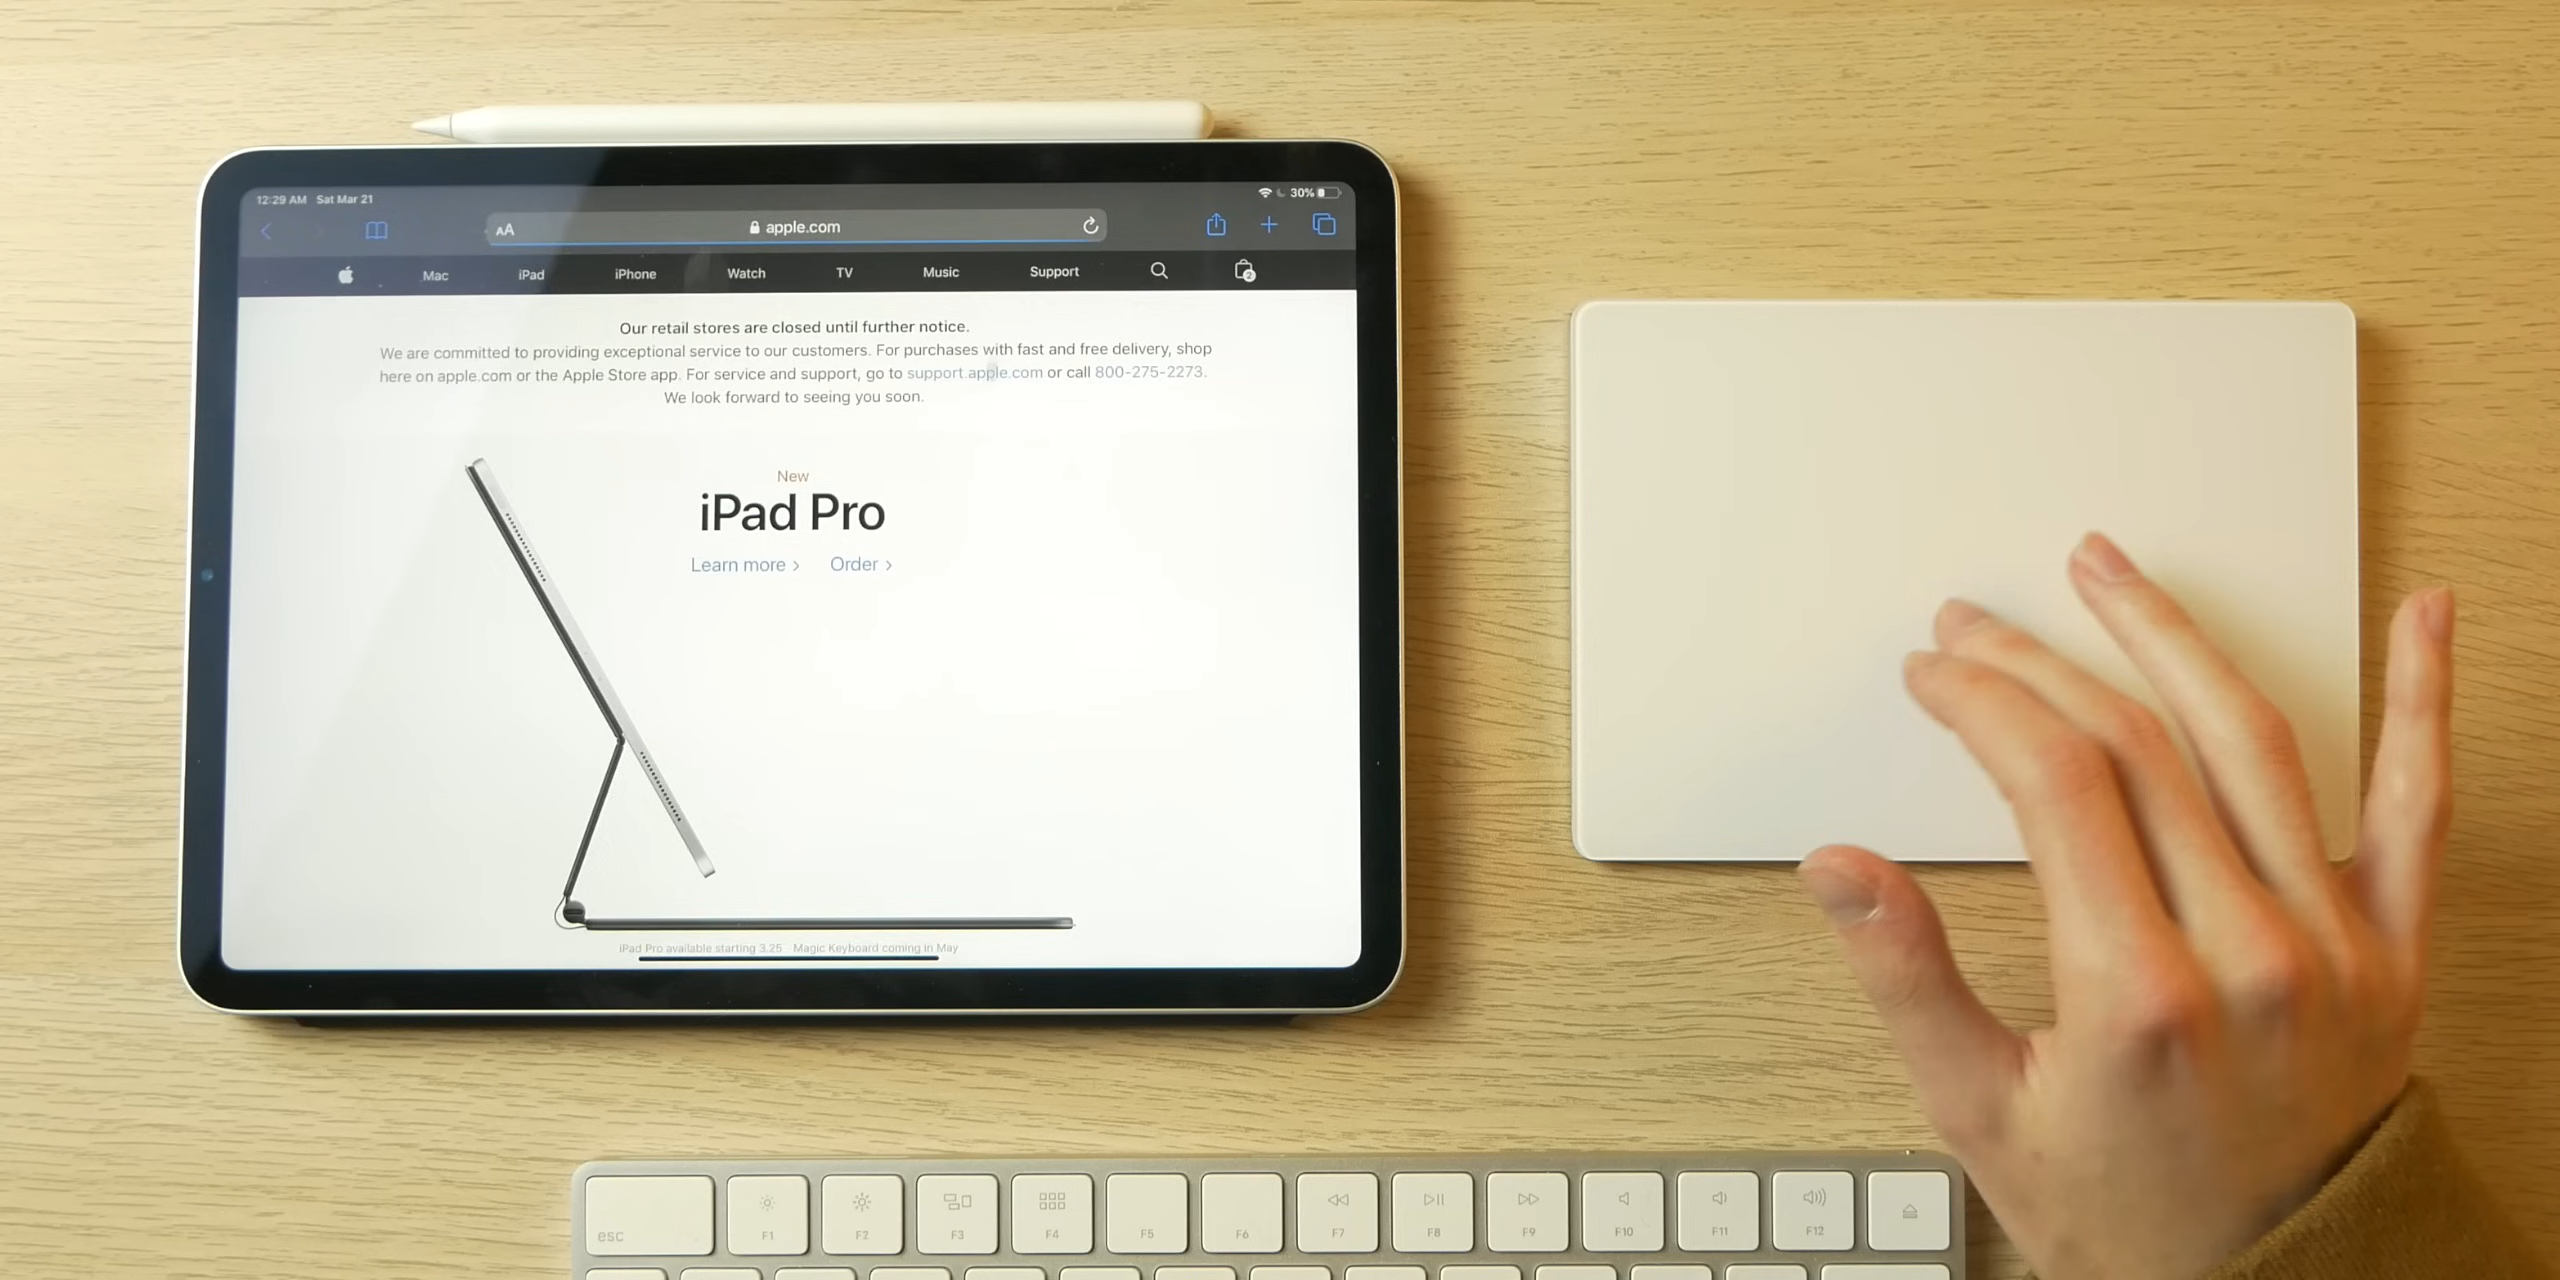 12:29 AM Sat Mar 21
30%
AA apple.com
Mac iPad iPhone Watch TV Music Support 2
Our retail stores are closed until further notice.
We are committed to providing exceptional service to our customers. For purchases with fast and free delivery, shop
here on apple.com or the Apple Store app. For service and support, go to support.apple.com or call 800-275-2273.
We look forward to seeing you soon.
New
iPad Pro
Learn more > Order >
iPad Pro available starting 3.25 Magic Keyboard coming in May
esc F1 F2 F3 F4 F5 F6 F7 F8 F9 F10 F11 F12